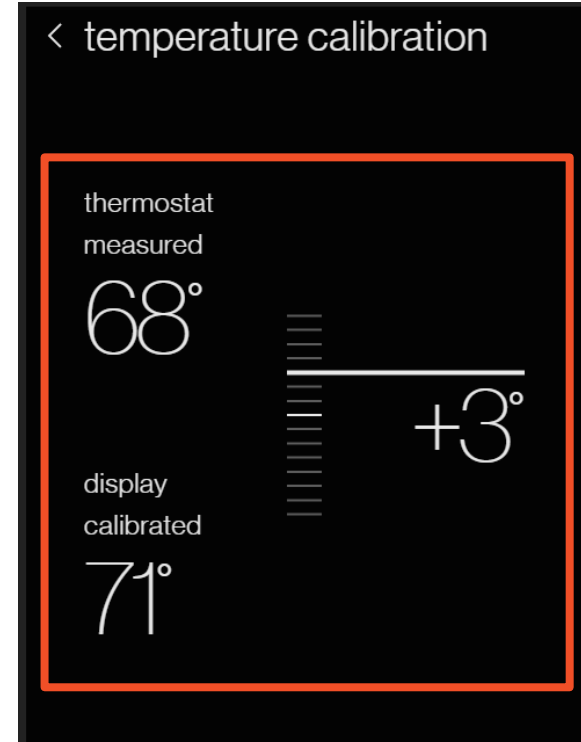 < temperature calibration
thermostat
measured
68°
+3°
display
calibrated
71°